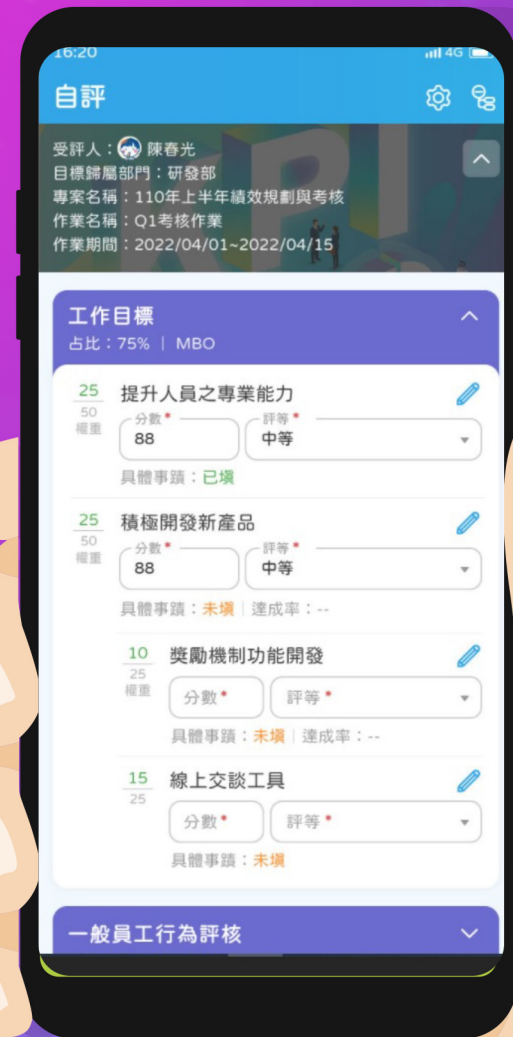 16:20
4G
自評
受評人：陳春光
目標歸屬部門：研發部
專案名稱：110年上半年績效規劃與考核
作業名稱：Q1考核作業
作業期間：2022/04/01~2022/04/15
工作目標
占比：75% | MBO
25
50
權重
提升人員之專業能力
分數* 評等*
88 中等
具體事蹟：已填
25
50
權重
積極開發新產品
分數* 評等*
88 中等
具體事蹟：未填 | 達成率：--
10
25
權重
獎勵機制功能開發
分數* 評等*
具體事蹟：未填 | 達成率：--
15
25
線上交談工具
分數* 評等*
具體事蹟：未填
一般員工行為評核